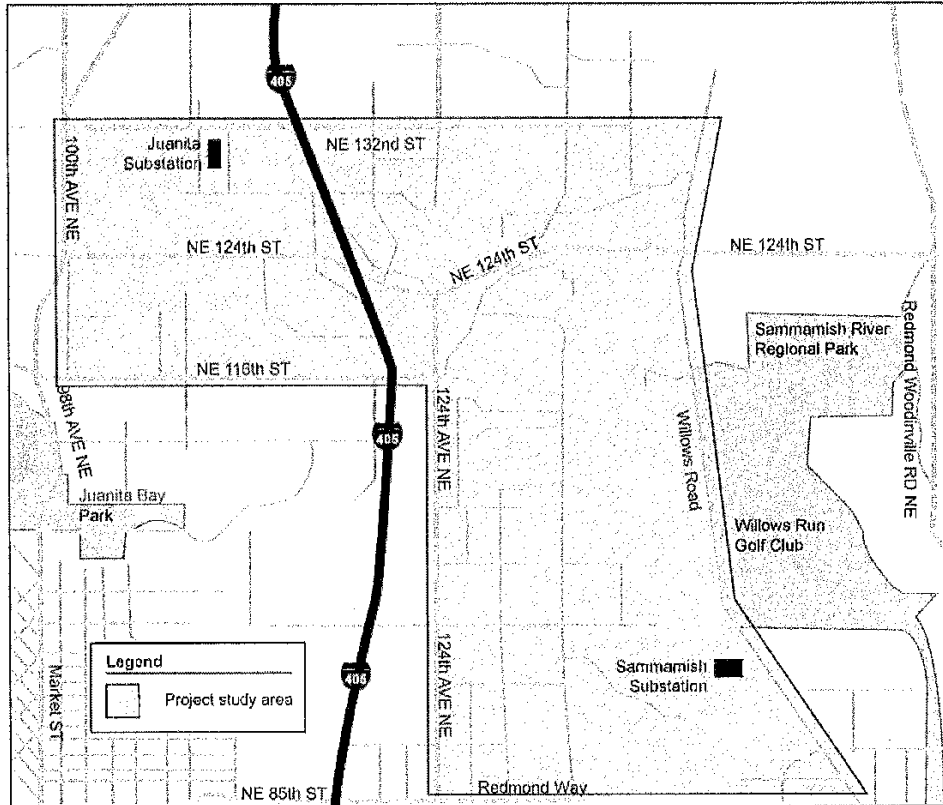 405
NE 132nd ST
Juanita
Substation
100th AVE NE
NE 124th ST
NE 124th ST
NE 124th ST
Sammamish River
Regional Park
Redmond Woodinville RD NE
NE 116th ST
98th AVE NE
124th AVE NE
405
Willows Road
Juanita Bay
Park
Willows Run
Golf Club
Legend
Project study area
Market ST
405
124th AVE NE
Sammamish
Substation
Redmond Way
NE 85th ST